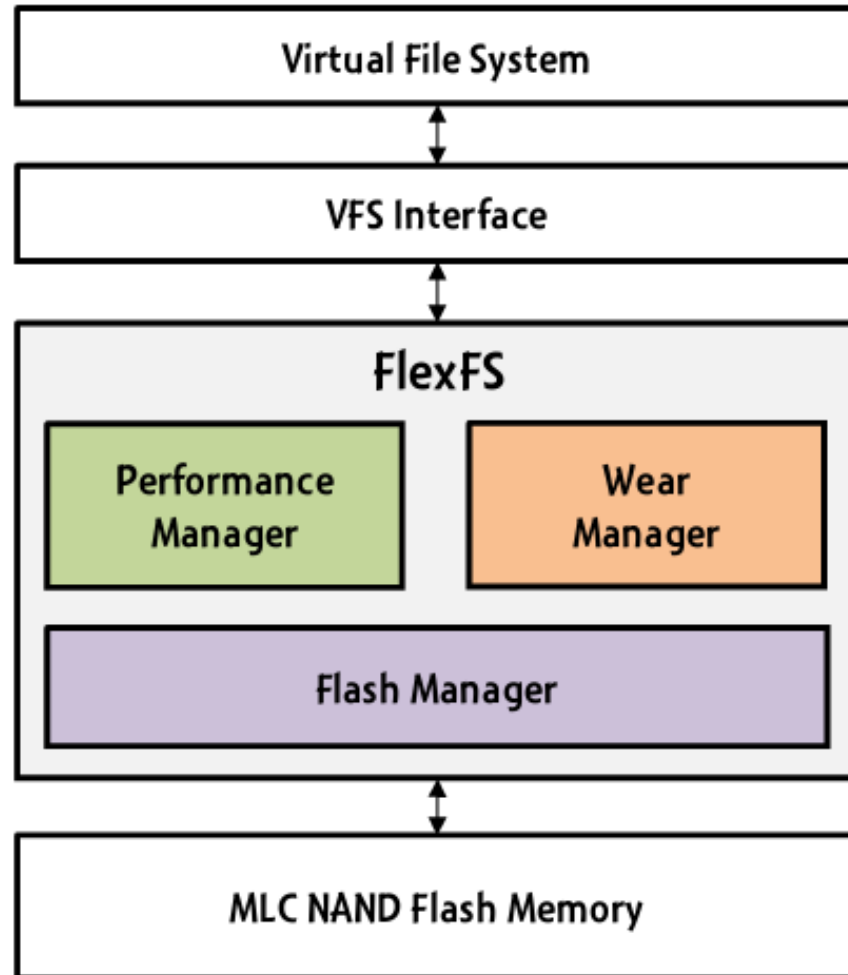 Virtual File System
VFS Interface
FlexFS
Performance
Manager
Wear
Manager
Flash Manager
MLC NAND Flash Memory